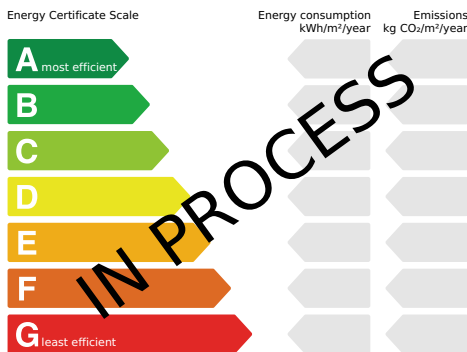 Energy Certificate Scale
Energy consumption
kWh/m²/year
Emissions
kg CO₂/m²/year
A most efficient
B
C
D
E
F
G least efficient
IN PROCESS